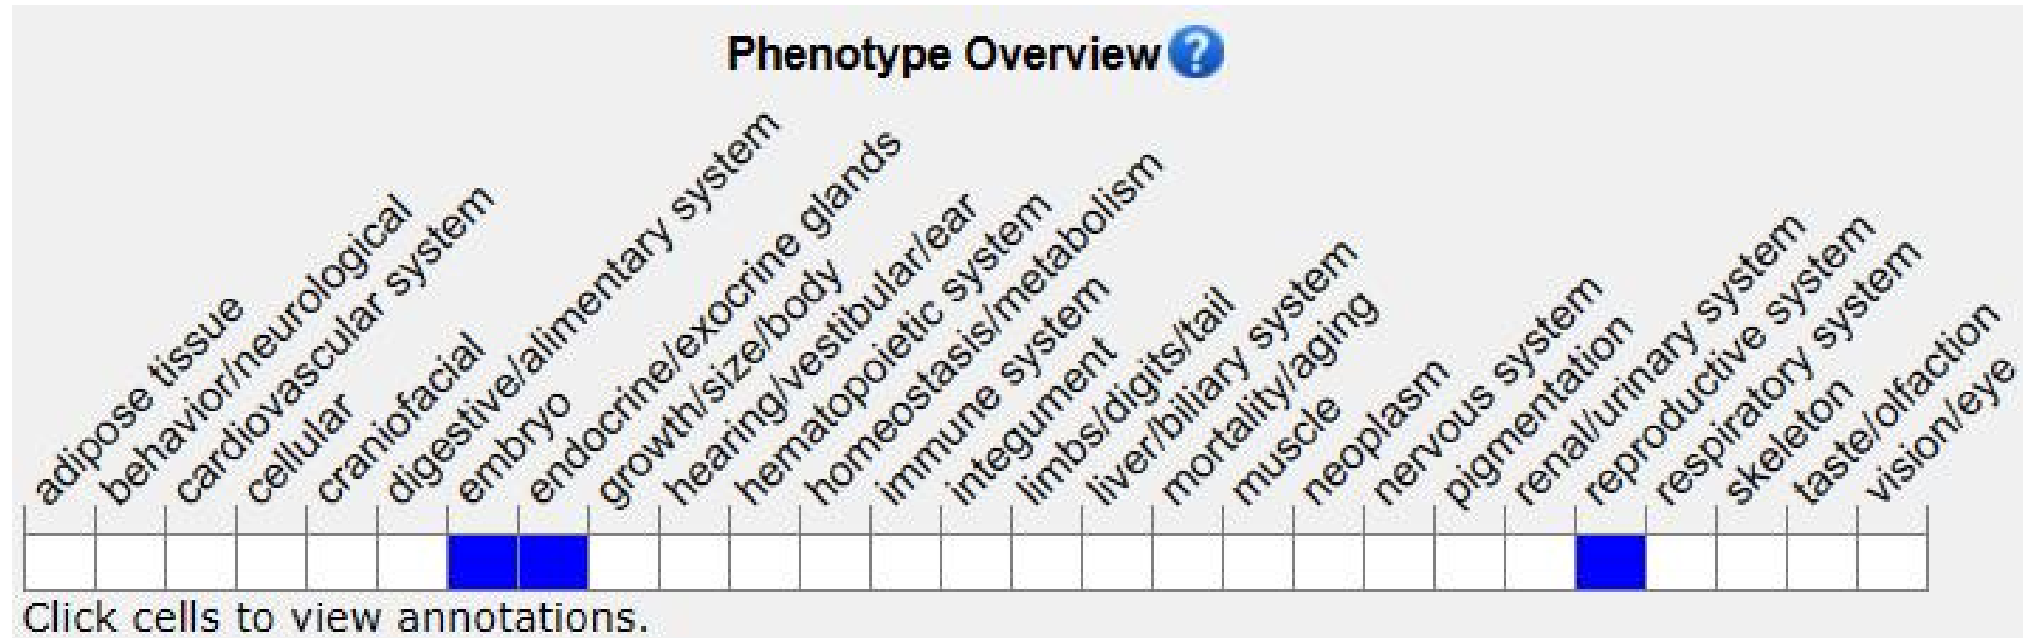 Phenotype Overview ?
adipose tissue
behavior/neurological
cardiovascular system
cellular
craniofacial
digestive/alimentary system
embryo
endocrine/exocrine glands
growth/size/body
hearing/vestibular/ear
hematopoietic system
homeostasis/metabolism
immune system
integument
limbs/digits/tail
liver/biliary system
mortality/aging
muscle
neoplasm
nervous system
pigmentation
renal/urinary system
reproductive system
respiratory system
skeleton
taste/olfaction
vision/eye
Click cells to view annotations.